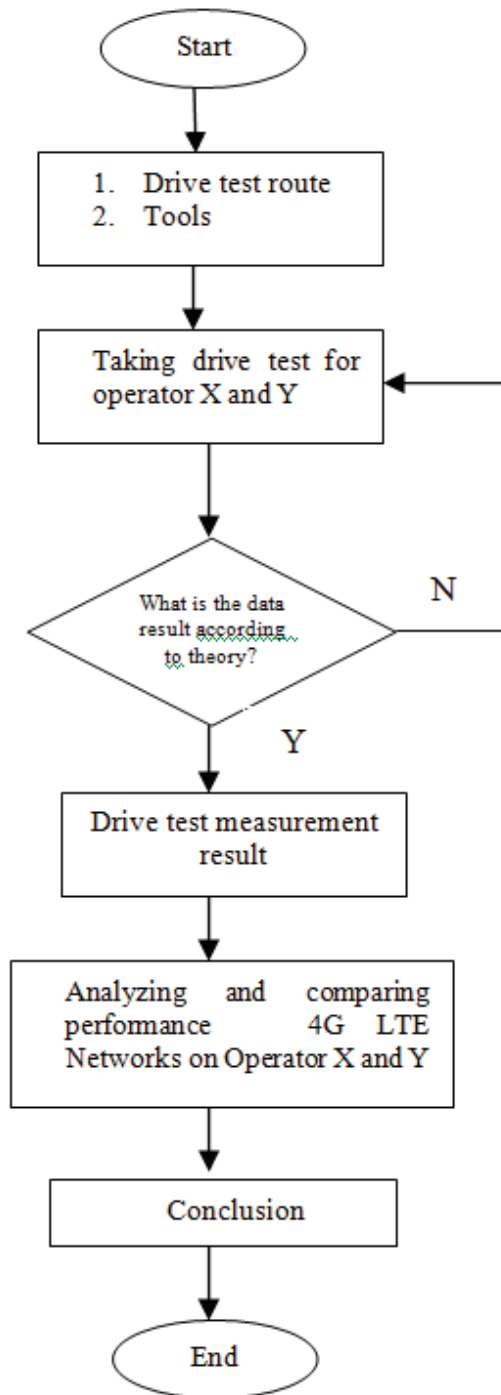 Start
1. Drive test route
2. Tools
Taking drive test for
operator X and Y
What is the data
result according
to theory?
N
Y
Drive test measurement
result
Analyzing and comparing
performance 4G LTE
Networks on Operator X and Y
Conclusion
End